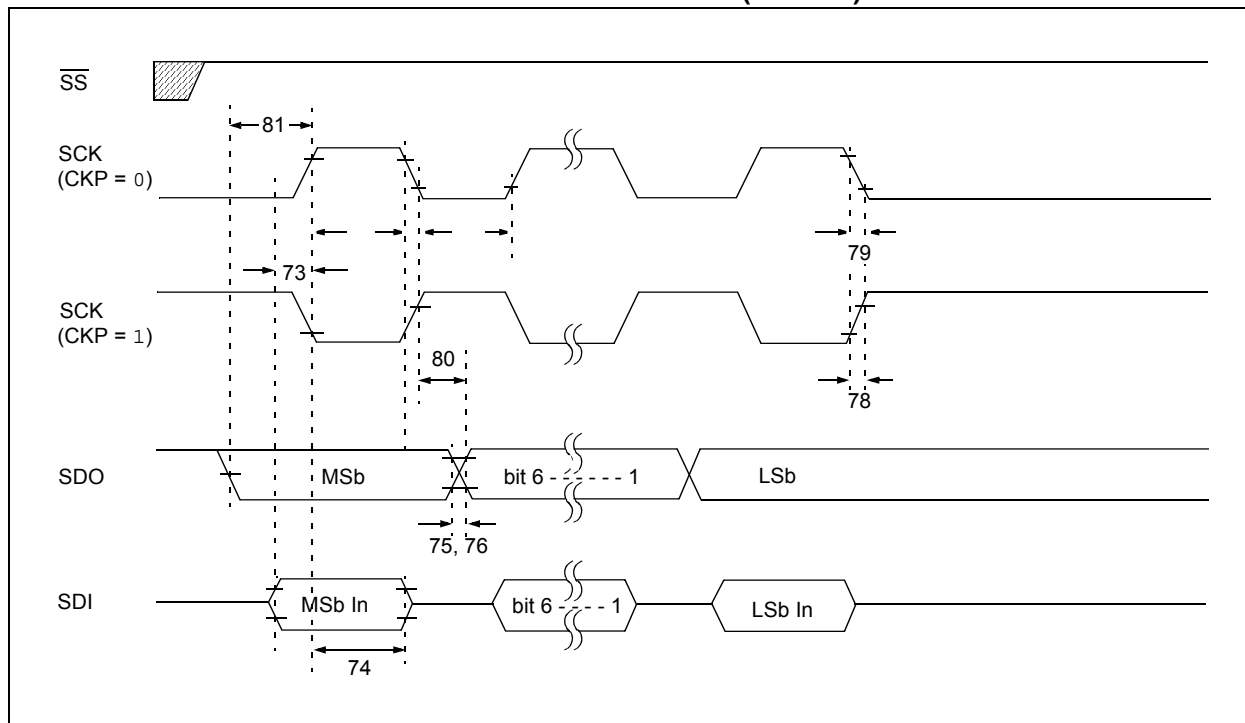 SS
81
SCK
(CKP = 0)
79
73
SCK
(CKP = 1)
80
78
SDO
MSb
bit 6 - - - - - - 1
LSb
75, 76
SDI
MSb In
bit 6 - - - - 1
LSb In
74